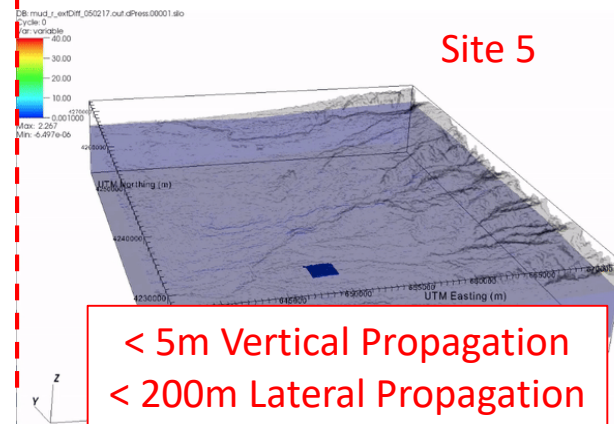 DB: mud_r_extDiff_050217.out.dPress.00001.silo
Cycle: 0
Var: variable
40.00
30.00
20.00
10.00
0.001000
Max: 2.267
Min: -6.497e-06
Site 5
UTM Northing (m)
4240000
4230000
650000
UTM Easting (m)
< 5m Vertical Propagation
< 200m Lateral Propagation
Z
Y